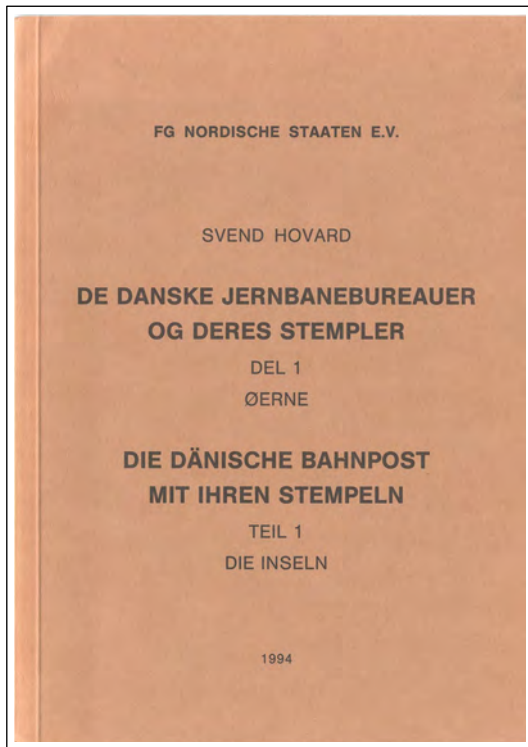 FG NORDISCHE STAATEN E.V.
SVEND HOVARD
DE DANSKE JERNBANEBUREAUER
OG DERES STEMPLER
DEL 1
ØERNE
DIE DÄNISCHE BAHNPOST
MIT IHREN STEMPELN
TEIL 1
DIE INSELN
1994